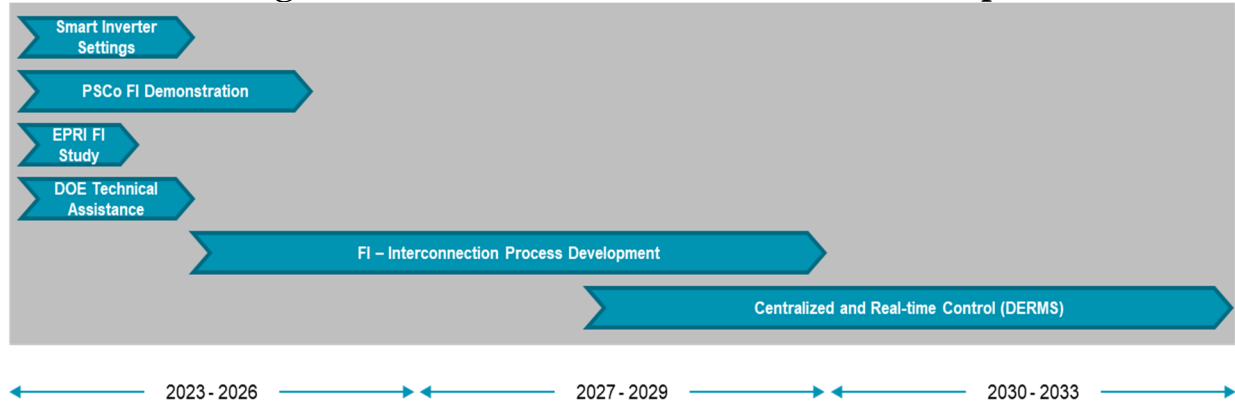 Smart Inverter
Settings
PSCo FI Demonstration
EPRI FI
Study
DOE Technical
Assistance
FI – Interconnection Process Development
Centralized and Real-time Control (DERMS)
2023 - 2026
2027 - 2029
2030 - 2033